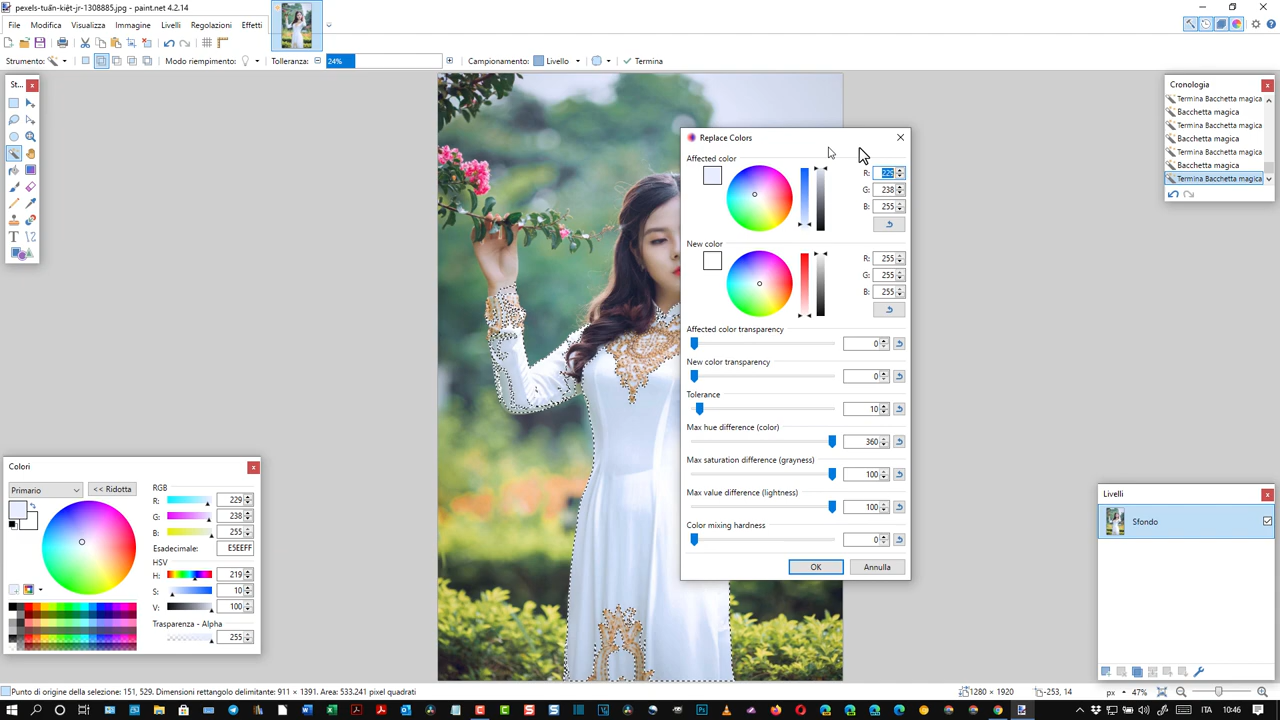 pexels-tuấn-kiệt-jr-1308885.jpg - paint.net 4.2.14
File Modifica Visualizza Immagine Livelli Regolazioni Effetti
Strumento: Modo riempimento: Tolleranza: 24% Campionamento: Livello Termina
St...
Cronologia
Termina Bacchetta magica
Bacchetta magica
Termina Bacchetta magica
Bacchetta magica
Termina Bacchetta magica
Bacchetta magica
Termina Bacchetta magica
Replace Colors
Affected color
R: 229
G: 238
B: 255
New color
R: 255
G: 255
B: 255
Affected color transparency
0
New color transparency
0
Tolerance
10
Max hue difference (color)
360
Max saturation difference (grayness)
100
Max value difference (lightness)
100
Color mixing hardness
0
OK Annulla
Colori
Primario << Ridotta
RGB
R: 229
G: 238
B: 255
Esadecimale: E5EEFF
HSV
H: 219
S: 10
V: 100
Trasparenza - Alpha
255
Livelli
Sfondo
Punto di origine della selezione: 151, 529. Dimensioni rettangolo delimitante: 911 × 1391. Area: 533.241 pixel quadrati
1280 × 1920 -253, 14 px 47%
ITA 10:46